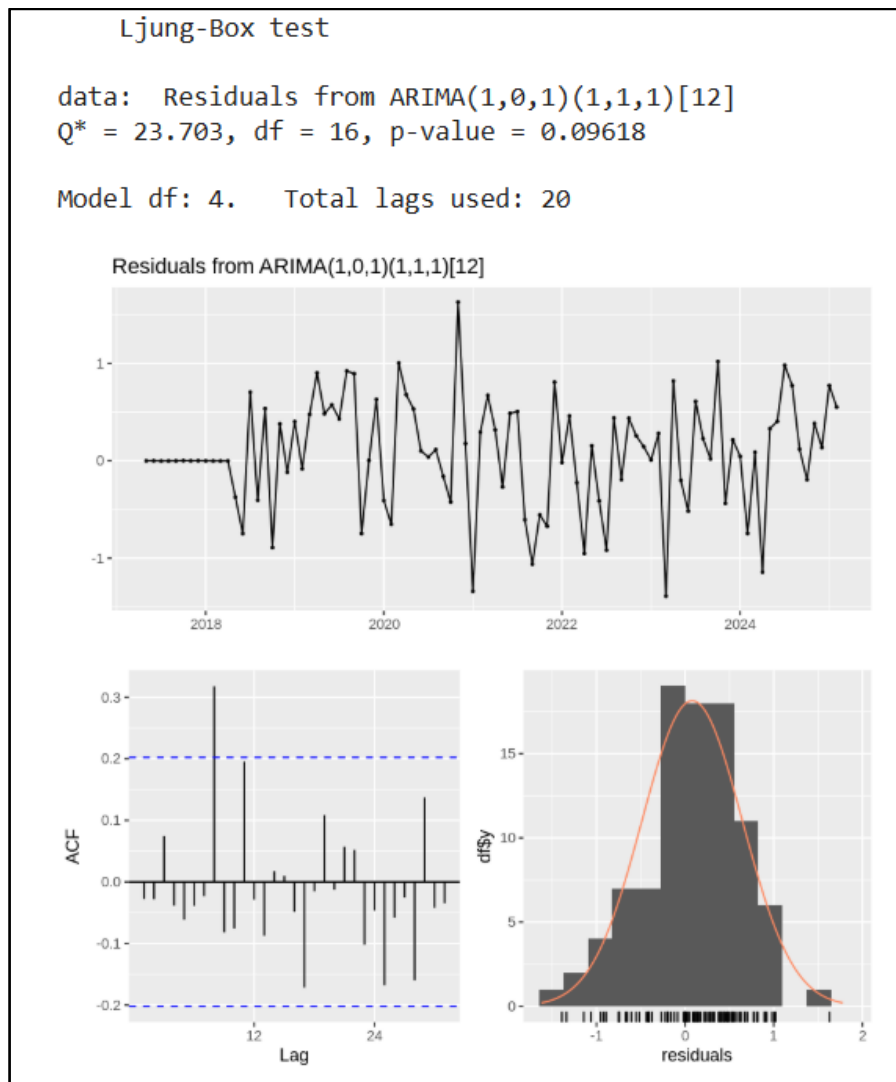 Ljung-Box test
data:  Residuals from ARIMA(1,0,1)(1,1,1)[12]
Q* = 23.703, df = 16, p-value = 0.09618
Model df: 4.   Total lags used: 20
Residuals from ARIMA(1,0,1)(1,1,1)[12]
1
0
-1
2018
2020
2022
2024
0.3
0.2
0.1
0.0
-0.1
-0.2
ACF
12
24
Lag
15
10
5
0
df$y
-1
0
1
2
residuals